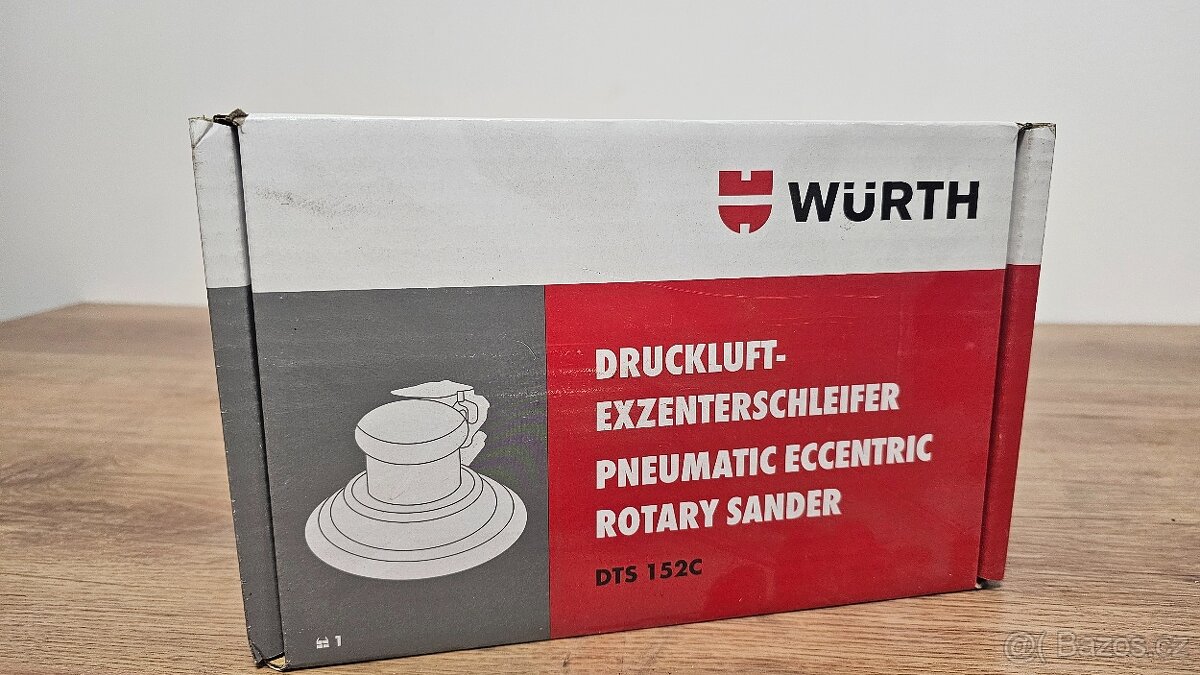 WÜRTH
DRUCKLUFT-
EXZENTERSCHLEIFER
PNEUMATIC ECCENTRIC
ROTARY SANDER
DTS 152C
1
Bazos.cz